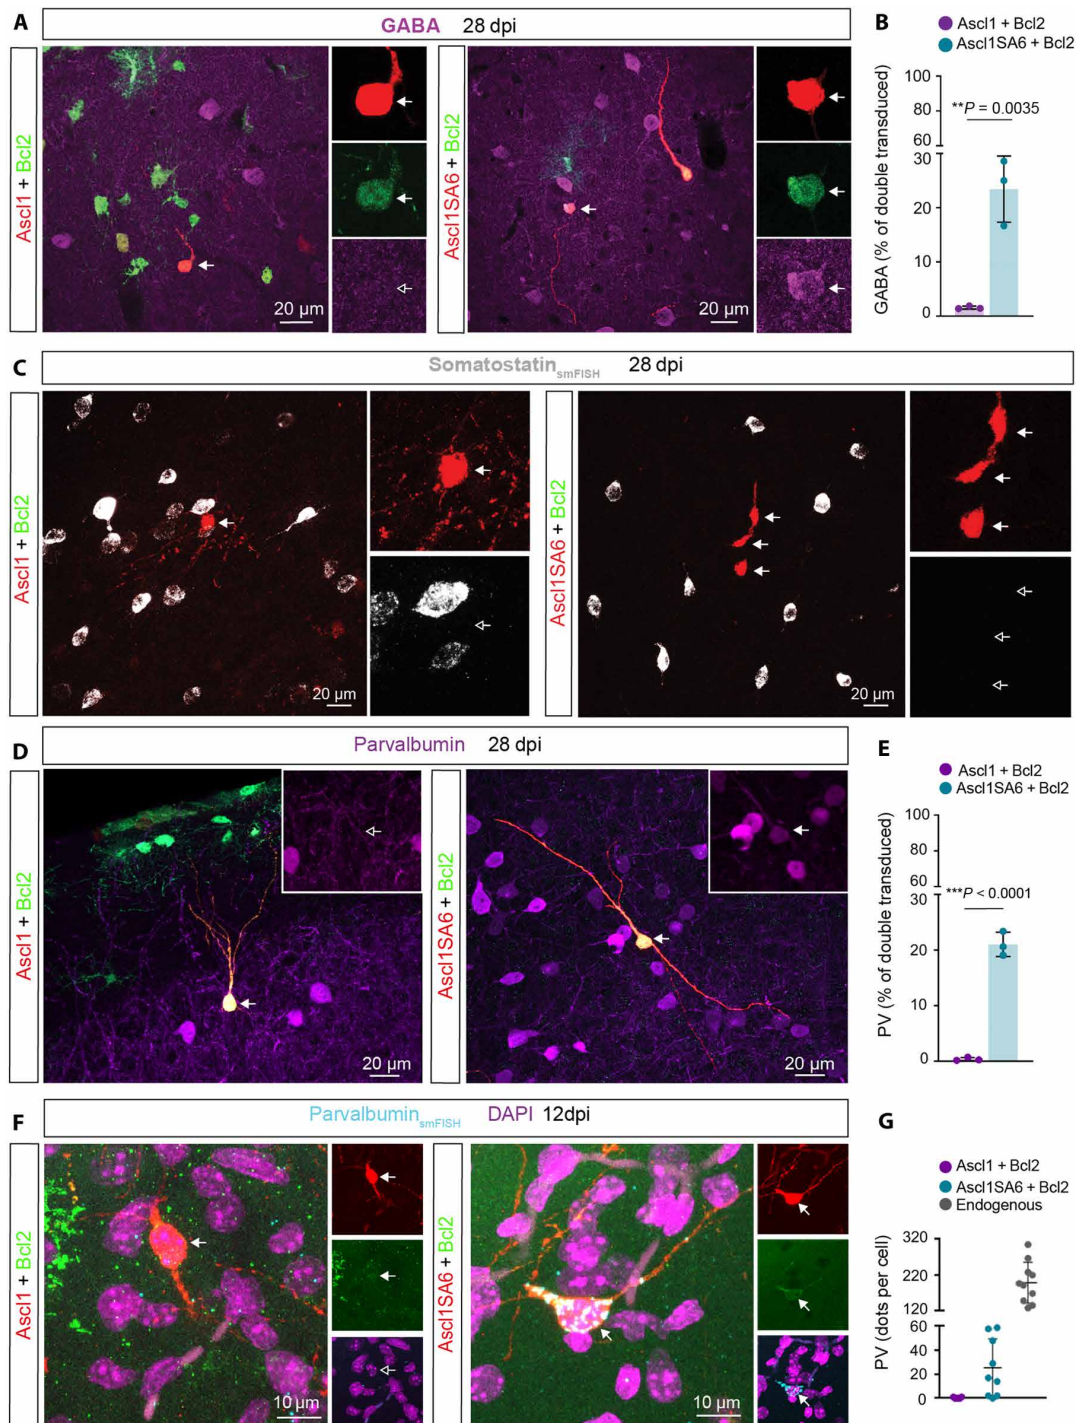 A
GABA 28 dpi
Ascl1 + Bcl2
20 µm
Ascl1SA6 + Bcl2
20 µm
B
Ascl1 + Bcl2
Ascl1SA6 + Bcl2
GABA (% of double transduced)
100
80
60
30
20
10
0
**P = 0.0035
C
Somatostatin smFISH 28 dpi
Ascl1 + Bcl2
20 µm
Ascl1SA6 + Bcl2
20 µm
D
Parvalbumin 28 dpi
Ascl1 + Bcl2
20 µm
Ascl1SA6 + Bcl2
20 µm
E
Ascl1 + Bcl2
Ascl1SA6 + Bcl2
PV (% of double transduced)
100
80
60
30
20
10
0
***P < 0.0001
F
Parvalbumin smFISH DAPI 12dpi
Ascl1 + Bcl2
10 µm
Ascl1SA6 + Bcl2
10 µm
G
Ascl1 + Bcl2
Ascl1SA6 + Bcl2
Endogenous
PV (dots per cell)
320
220
120
60
40
20
0